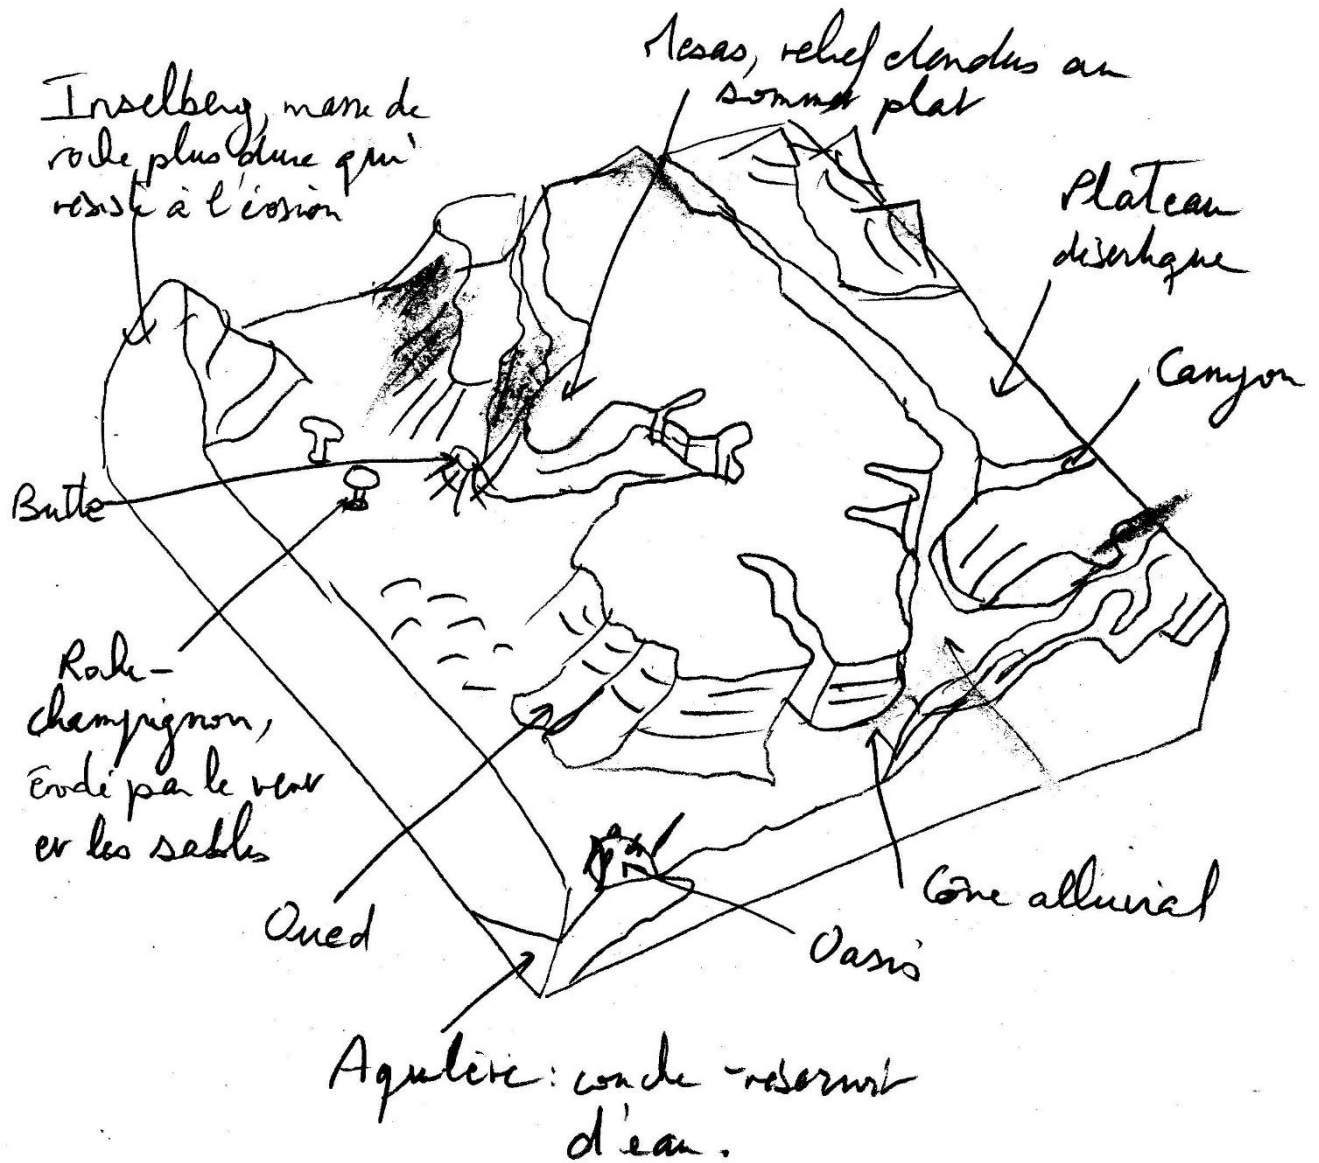 Mesas, relief étendus au
sommet plat
Inselberg, masse de
roche plus dure qui
résiste à l'érosion
Plateau
désertique
Canyon
Butte
Roche-
champignon,
érodé par le vent
et les sables
Oued
Cône alluvial
Oasis
Aquifère : couche-réservoir
d'eau.